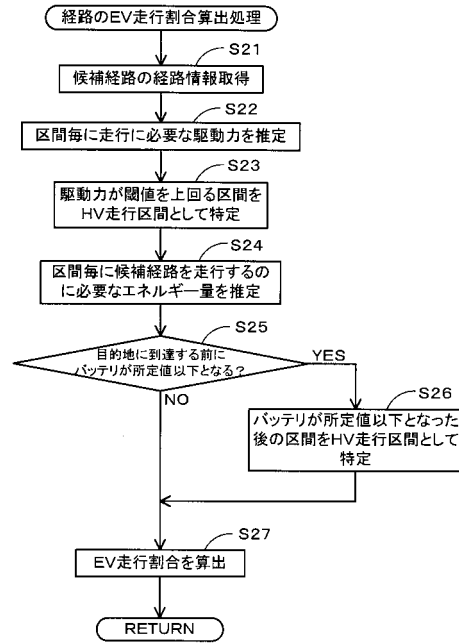 経路のEV走行割合算出処理
S21
候補経路の経路情報取得
S22
区間毎に走行に必要な駆動力を推定
S23
駆動力が閾値を上回る区間を
HV走行区間として特定
S24
区間毎に候補経路を走行するの
に必要なエネルギー量を推定
S25
目的地に到達する前に
バッテリが所定値以下となる?
YES
NO
S26
バッテリが所定値以下となった
後の区間をHV走行区間として
特定
S27
EV走行割合を算出
RETURN